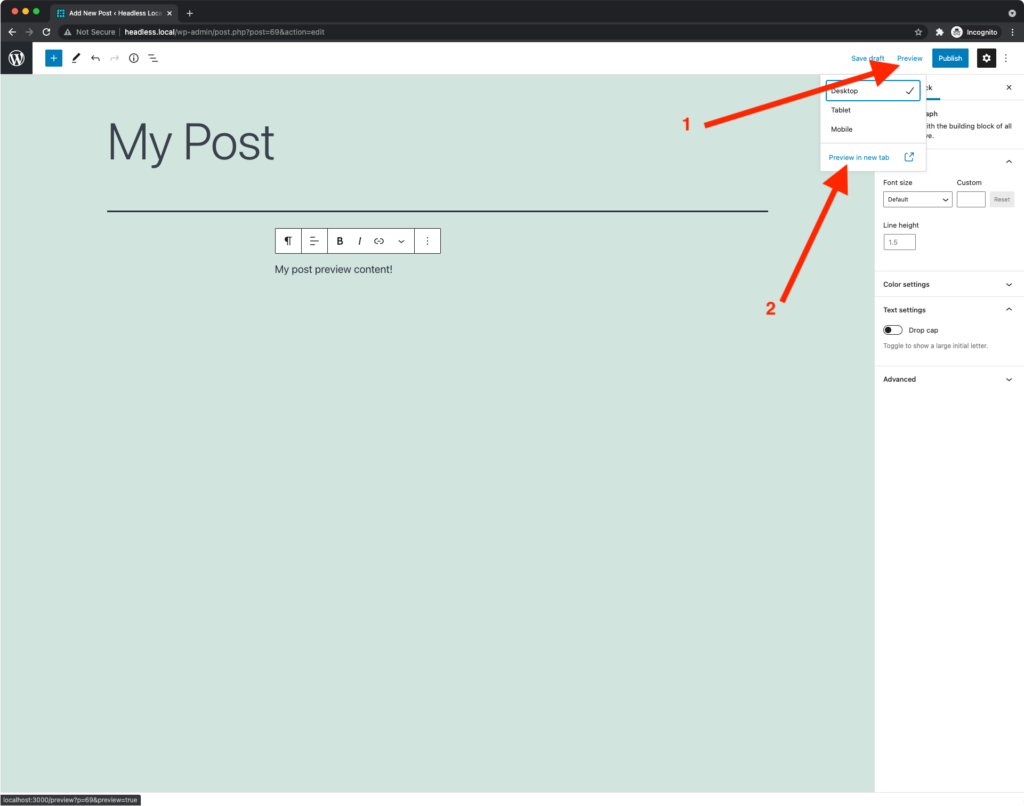 Add New Post ‹ Headless Loca
Not Secure headless.local/wp-admin/post.php?post=69&action=edit Incognito
Save draft Preview Publish
Desktop
Tablet
Mobile
Preview in new tab
1
2
ck
aph
ith the building block of all
ve.
My Post
B I
My post preview content!
Font size Custom
Default Reset
Line height
1.5
Color settings
Text settings
Drop cap
Toggle to show a large initial letter.
Advanced
localhost:3000/preview?p=69&preview=true